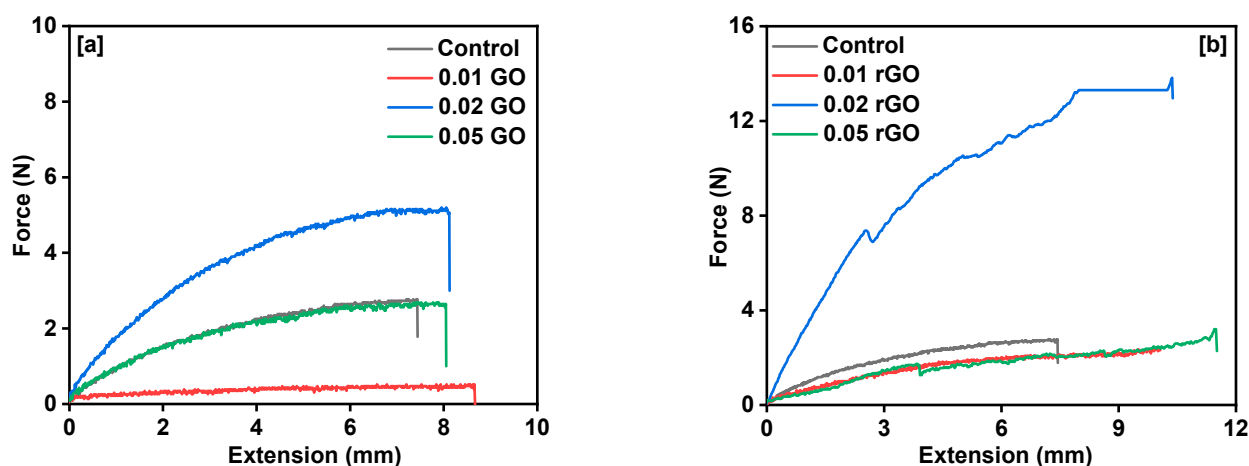 [a]
Control
0.01 GO
0.02 GO
0.05 GO
10
8
6
4
2
0
Force (N)
0 2 4 6 8 10
Extension (mm)
[b]
Control
0.01 rGO
0.02 rGO
0.05 rGO
16
12
8
4
0
Force (N)
0 3 6 9 12
Extension (mm)